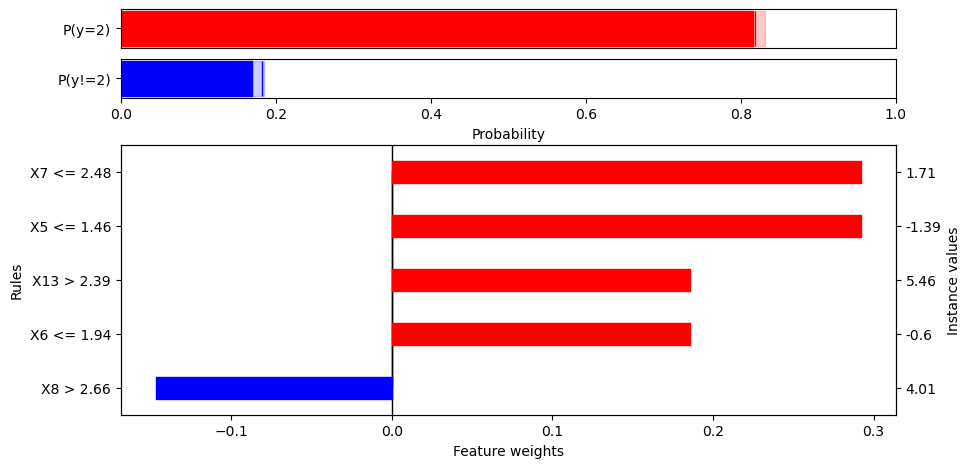 P(y=2)
P(y!=2)
0.0 0.2 0.4 0.6 0.8 1.0
Probability
X7 <= 2.48 1.71
X5 <= 1.46 -1.39
X13 > 2.39 5.46
X6 <= 1.94 -0.6
X8 > 2.66 4.01
Rules
Instance values
−0.1 0.0 0.1 0.2 0.3
Feature weights